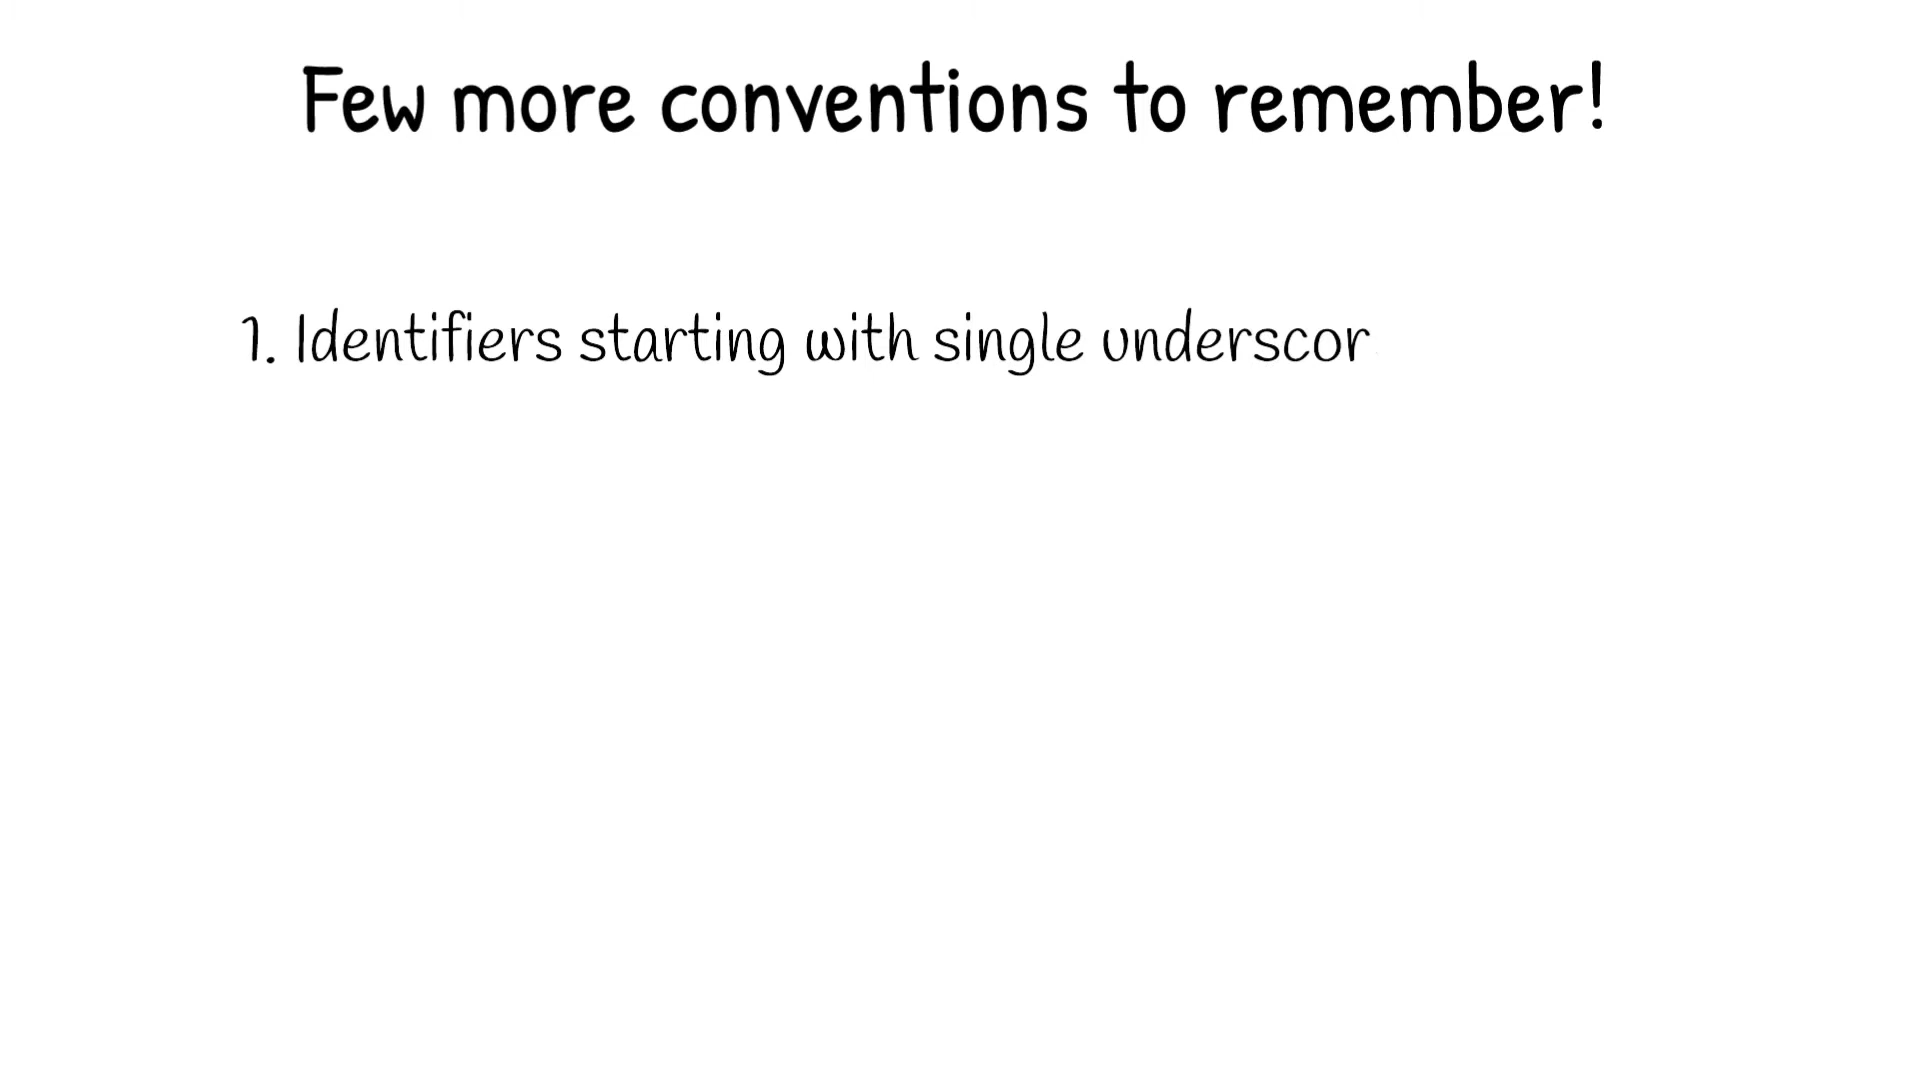 Few more conventions to remember!
1. Identifiers starting with single underscor